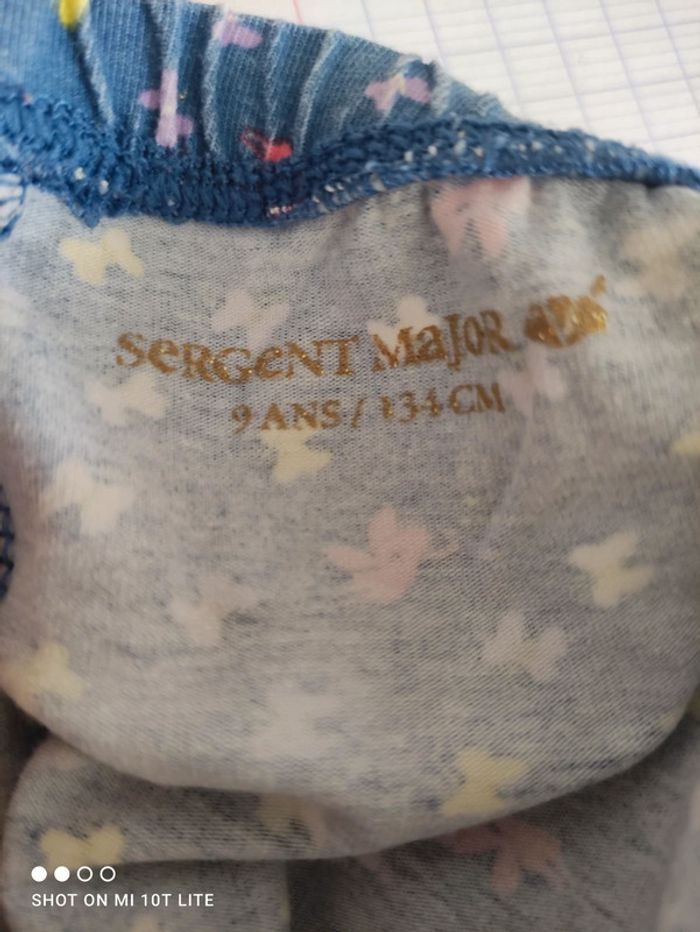 SeRGeNT MaJOR
9 ANS / 134 CM
SHOT ON MI 10T LITE